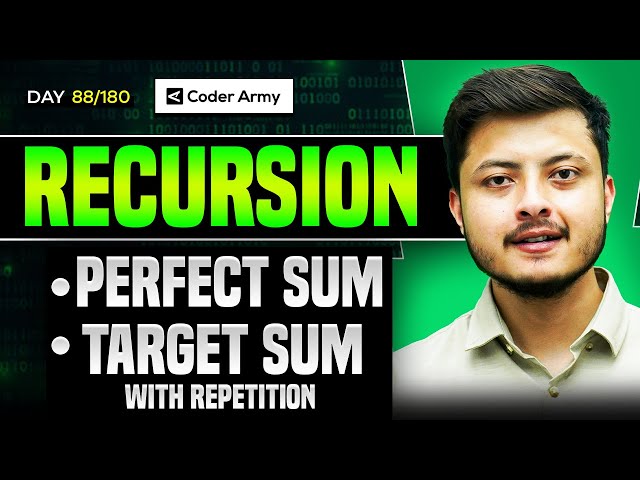 DAY 88/180
Coder Army
RECURSION
• PERFECT SUM
• TARGET SUM
WITH REPETITION